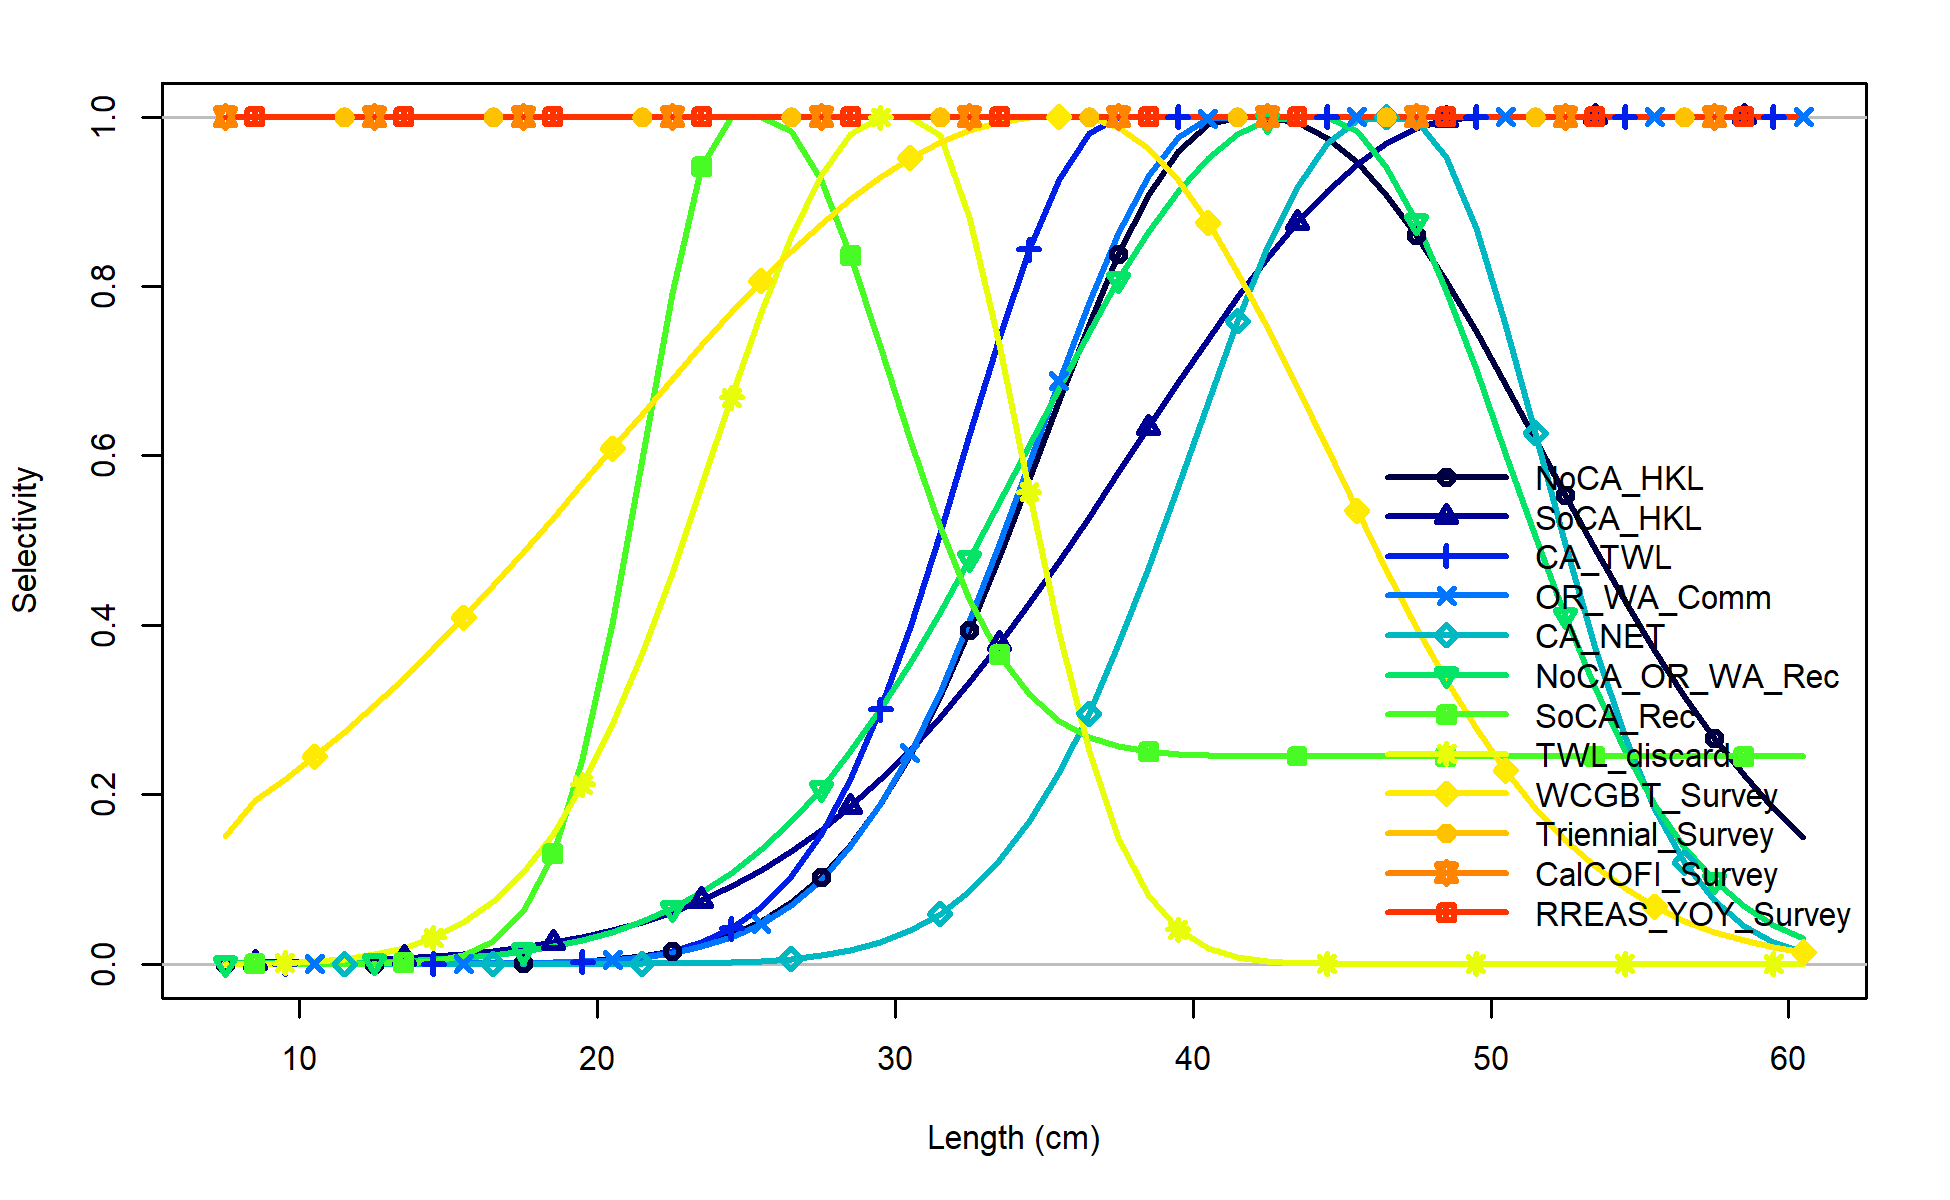 1.0
0.8
0.6
0.4
0.2
0.0
Selectivity
10 20 30 40 50 60
Length (cm)
NoCA_HKL
SoCA_HKL
CA_TWL
OR_WA_Comm
CA_NET
NoCA_OR_WA_Rec
SoCA_Rec
TWL_discard
WCGBT_Survey
Triennial_Survey
CalCOFI_Survey
RREAS_YOY_Survey